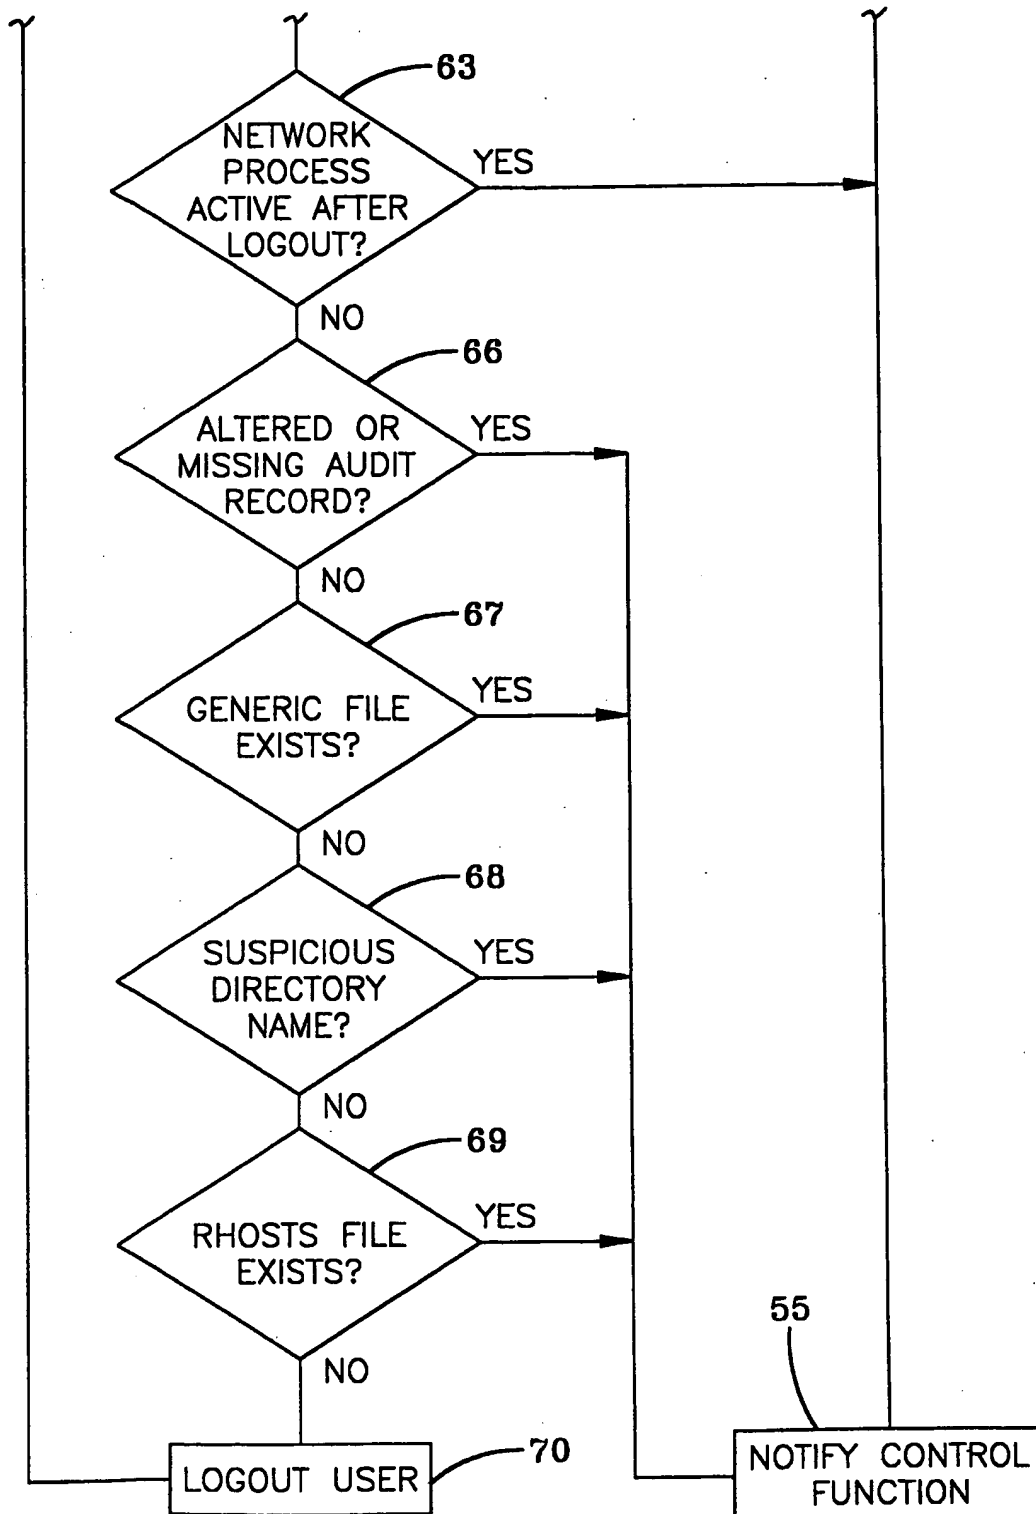 63
NETWORK
PROCESS
ACTIVE AFTER
LOGOUT?
YES
NO
66
ALTERED OR
MISSING AUDIT
RECORD?
YES
NO
67
GENERIC FILE
EXISTS?
YES
NO
68
SUSPICIOUS
DIRECTORY
NAME?
YES
NO
69
RHOSTS FILE
EXISTS?
YES
NO
70
LOGOUT USER
55
NOTIFY CONTROL
FUNCTION